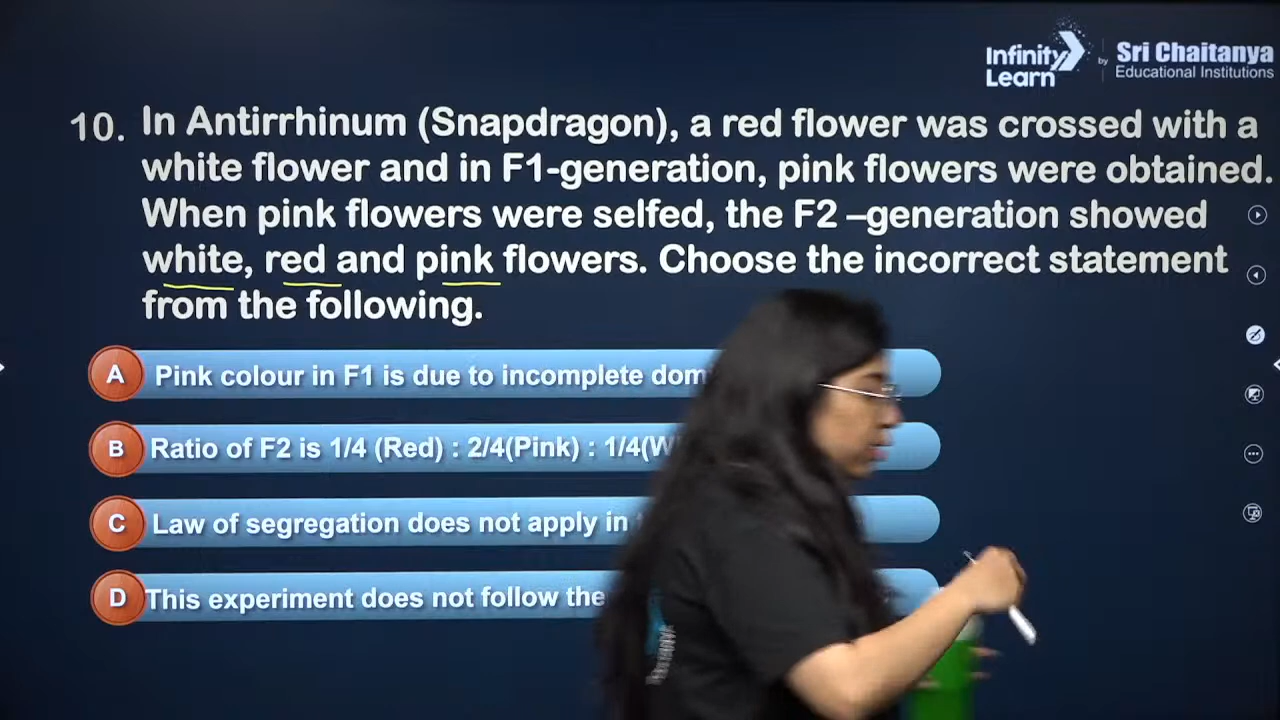 Infinity Learn
by
Sri Chaitanya
Educational Institutions
10. In Antirrhinum (Snapdragon), a red flower was crossed with a
white flower and in F1-generation, pink flowers were obtained.
When pink flowers were selfed, the F2 –generation showed
white, red and pink flowers. Choose the incorrect statement
from the following.
A Pink colour in F1 is due to incomplete
B Ratio of F2 is 1/4 (Red) : 2/4(Pink) :
C Law of segregation does not apply in
D This experiment does not follow the